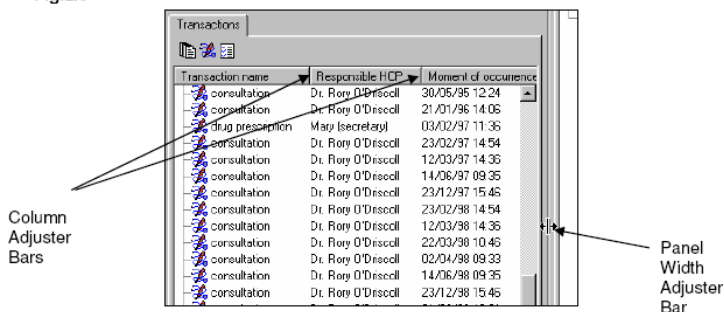 Transactions
Transaction name Responsible HCP Moment of occurrence
consultation Dr. Rory O'Driscoll 30/05/95 12:24
consultation Dr. Rory O'Driscoll 21/01/96 14:06
drug prescription Mary (secretary) 03/02/97 11:36
consultation Dr. Rory O'Driscoll 23/02/97 14:54
consultation Dr. Rory O'Driscoll 12/03/97 14:36
consultation Dr. Rory O'Driscoll 14/06/97 09:35
consultation Dr. Rory O'Driscoll 23/12/97 15:46
consultation Dr. Rory O'Driscoll 23/02/98 14:54
consultation Dr. Rory O'Driscoll 12/03/98 14:36
consultation Dr. Rory O'Driscoll 22/03/98 10:46
consultation Dr. Rory O'Driscoll 02/04/98 09:33
consultation Dr. Rory O'Driscoll 14/06/98 09:35
consultation Dr. Rory O'Driscoll 23/12/98 15:45
Column
Adjuster
Bars
Panel
Width
Adjuster
Bar